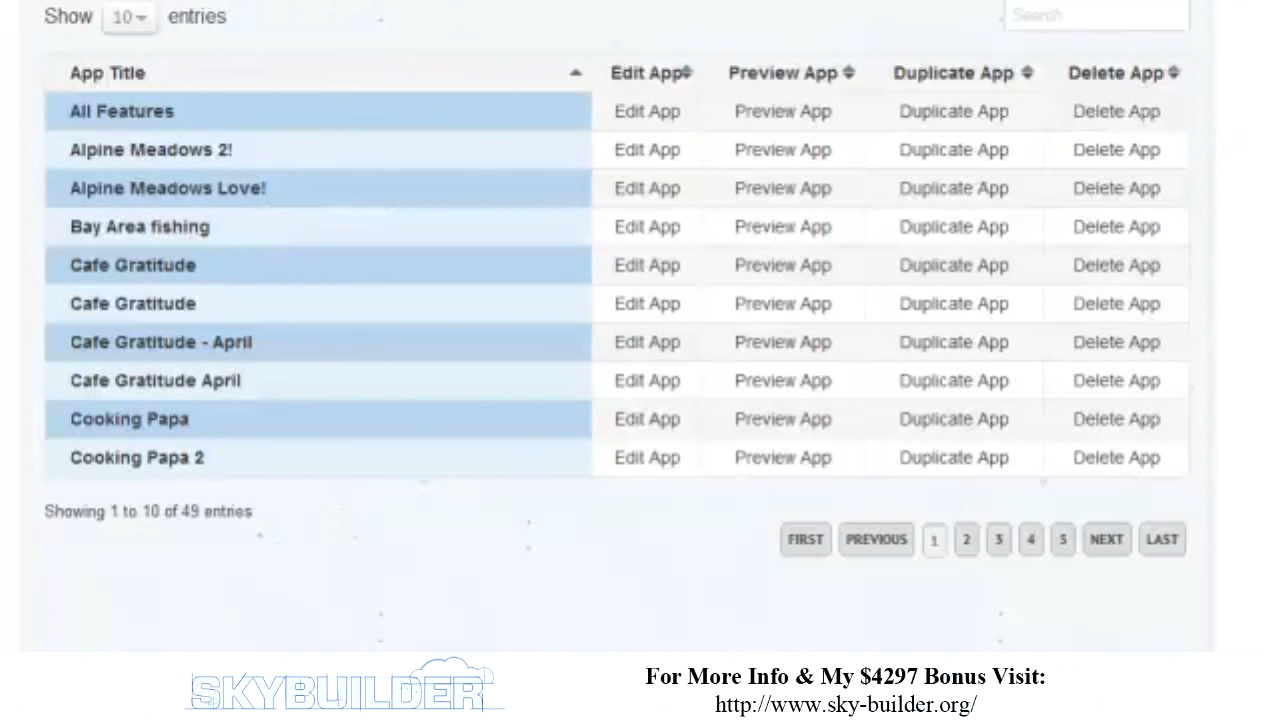 Show 10 entries
Search
App Title Edit App Preview App Duplicate App Delete App
All Features Edit App Preview App Duplicate App Delete App
Alpine Meadows 2! Edit App Preview App Duplicate App Delete App
Alpine Meadows Love! Edit App Preview App Duplicate App Delete App
Bay Area fishing Edit App Preview App Duplicate App Delete App
Cafe Gratitude Edit App Preview App Duplicate App Delete App
Cafe Gratitude Edit App Preview App Duplicate App Delete App
Cafe Gratitude - April Edit App Preview App Duplicate App Delete App
Cafe Gratitude April Edit App Preview App Duplicate App Delete App
Cooking Papa Edit App Preview App Duplicate App Delete App
Cooking Papa 2 Edit App Preview App Duplicate App Delete App
Showing 1 to 10 of 49 entries
FIRST PREVIOUS 1 2 3 4 5 NEXT LAST
SKYBUILDER
For More Info & My $4297 Bonus Visit:
http://www.sky-builder.org/